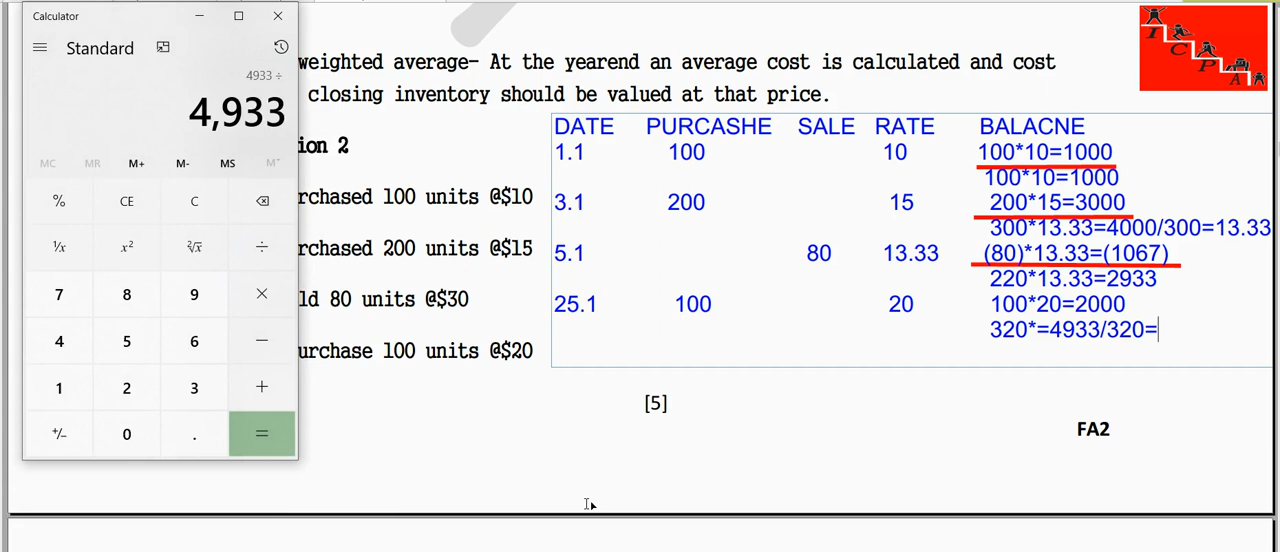 Calculator
Standard
4933 ÷
4,933
MC MR M+ M- MS M˅
% CE C ⌫
¹/x x² ²√x ÷
7 8 9 ×
4 5 6 −
1 2 3 +
+/− 0 . =
weighted average- At the yearend an average cost is calculated and cost
closing inventory should be valued at that price.
ion 2
rchased 100 units @$10
rchased 200 units @$15
ld 80 units @$30
urchase 100 units @$20
DATE PURCASHE SALE RATE BALACNE
1.1 100 10 100*10=1000
100*10=1000
3.1 200 15 200*15=3000
300*13.33=4000/300=13.33
5.1 80 13.33 (80)*13.33=(1067)
220*13.33=2933
25.1 100 20 100*20=2000
320*=4933/320=
[5]
FA2
I C P A